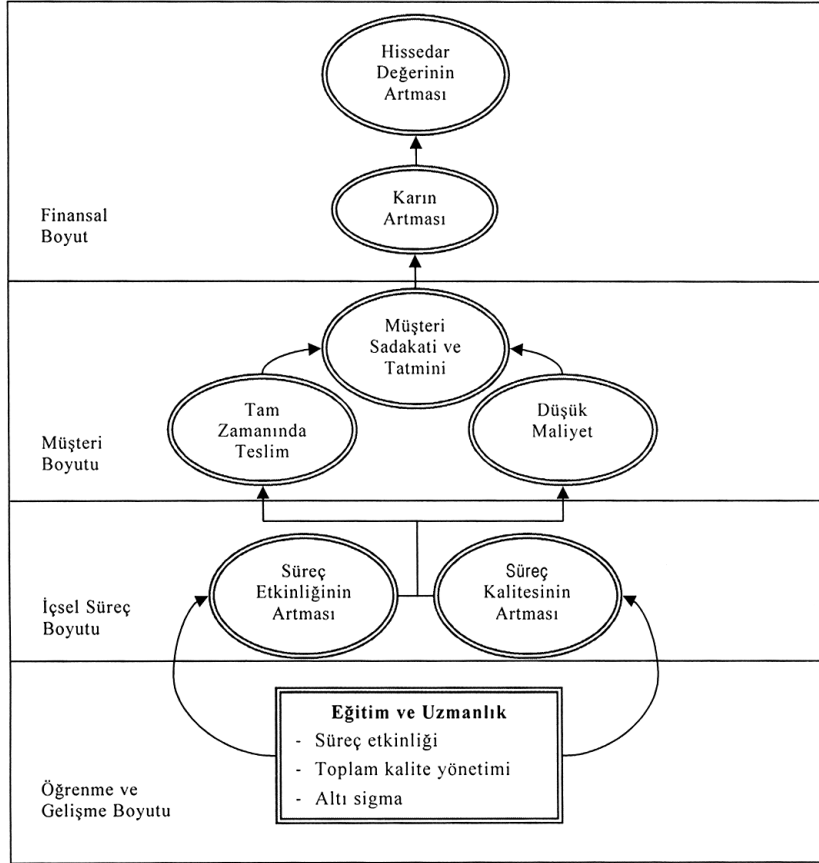 Hissedar
Değerinin
Artması
Karın
Artması
Finansal
Boyut
Müşteri
Sadakati ve
Tatmini
Tam
Zamanında
Teslim
Düşük
Maliyet
Müşteri
Boyutu
Süreç
Etkinliğinin
Artması
Süreç
Kalitesinin
Artması
İçsel Süreç
Boyutu
Eğitim ve Uzmanlık
- Süreç etkinliği
- Toplam kalite yönetimi
- Altı sigma
Öğrenme ve
Gelişme Boyutu